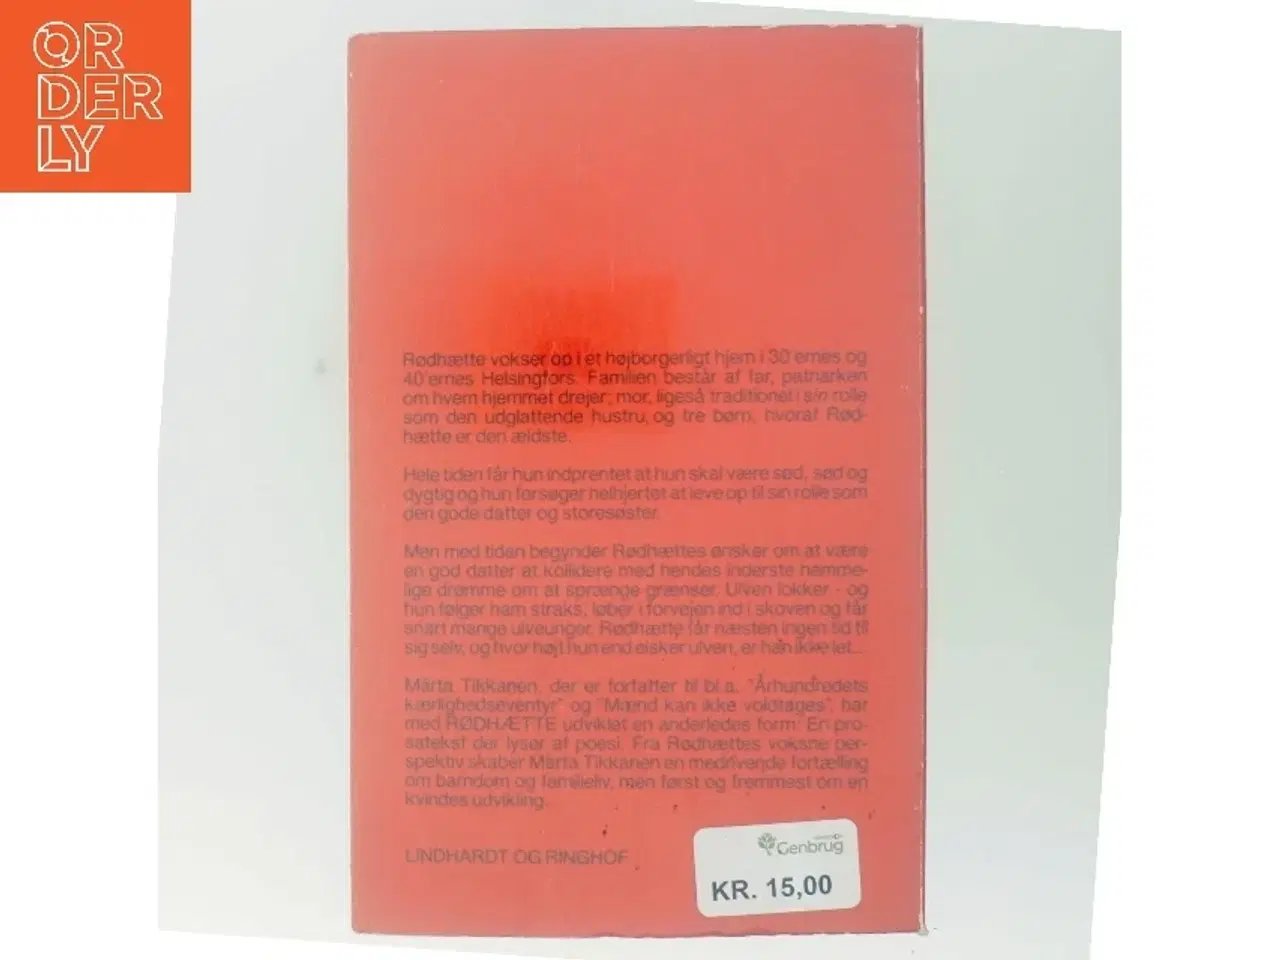 ORDERLY
Rødhætte vokser op i et højborgerligt hjem i 30'ernes og
40'ernes Helsingfors. Familien består af far, patriarken
om hvem hjemmet drejer; mor, ligeså traditionel i sin rolle
som den udglattende hustru, og tre børn, hvoraf Rød-
hætte er den ældste.
Hele tiden får hun indprentet at hun skal være sød, sød og
dygtig og hun forsøger helhjertet at leve op til sin rolle som
den gode datter og storesøster.
Men med tiden begynder Rødhættes ønsker om at være
en god datter at kollidere med hendes inderste hemme-
lige drømme om at sprænge grænser. Ulven lokker - og
hun følger ham straks, løber i forvejen ind i skoven og får
snart mange ulveunger. Rødhætte får næsten ingen tid til
sig selv, og hvor højt hun end elsker ulven, er han ikke let...
Märta Tikkanen, der er forfatter til bl.a. "Århundredets
kærlighedseventyr" og "Mænd kan ikke voldtages", har
med RØDHÆTTE udviklet en anderledes form: En pro-
satekst der lyser af poesi. Fra Rødhættes voksne per-
spektiv skaber Märta Tikkanen en medrivende fortælling
om barndom og familieliv, men først og fremmest om en
kvindes udvikling.
LINDHARDT OG RINGHOF
Genbrug
KR. 15,00